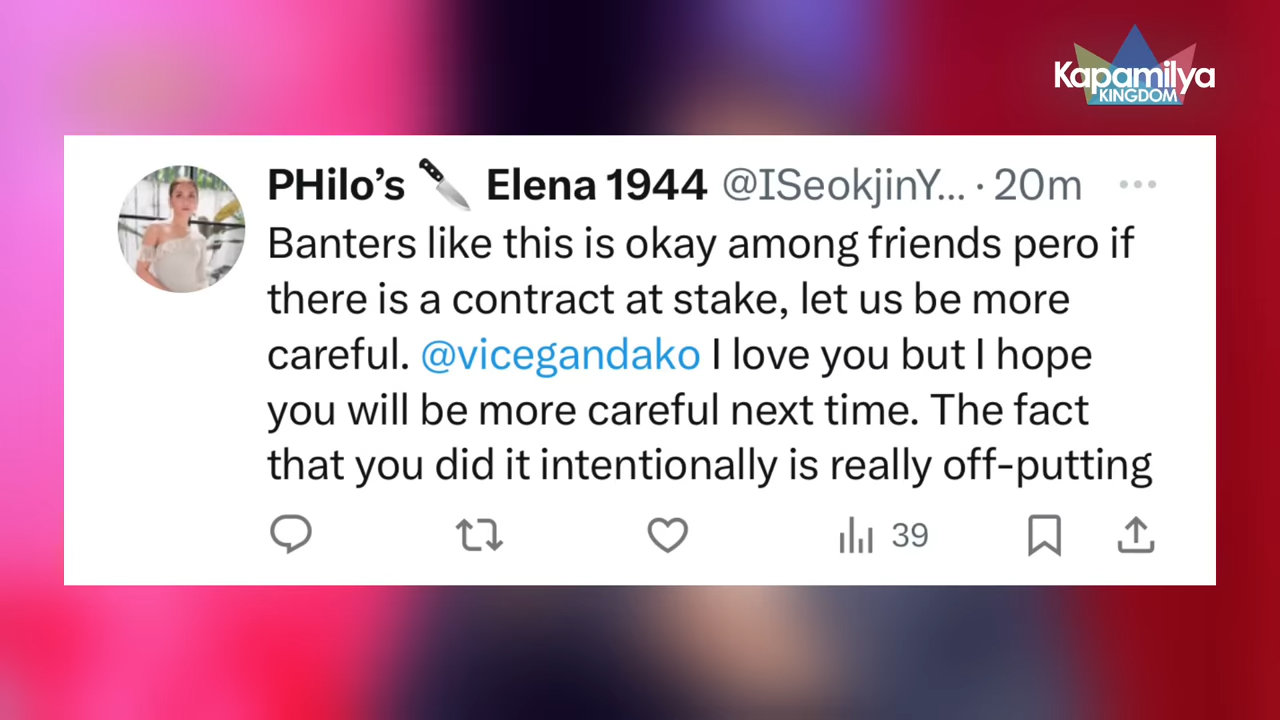 Kapamilya
KINGDOM
PHilo's 🔪 Elena 1944 @ISeokjinY... · 20m
Banters like this is okay among friends pero if
there is a contract at stake, let us be more
careful. @vicegandako I love you but I hope
you will be more careful next time. The fact
that you did it intentionally is really off-putting
39